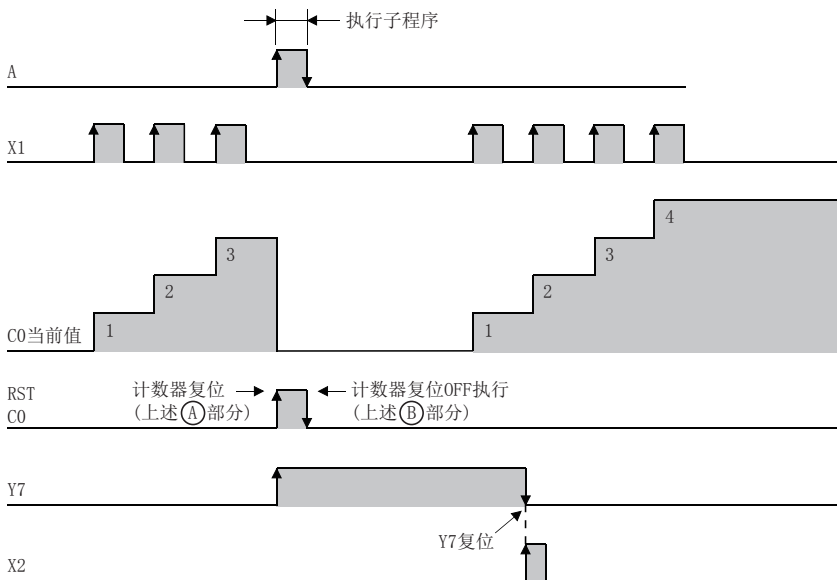 执行子程序
A
X1
3
4
3
2
2
1
1
C0当前值
RST
C0
计数器复位
(上述Ⓐ部分)
计数器复位OFF执行
(上述Ⓑ部分)
Y7
Y7复位
X2